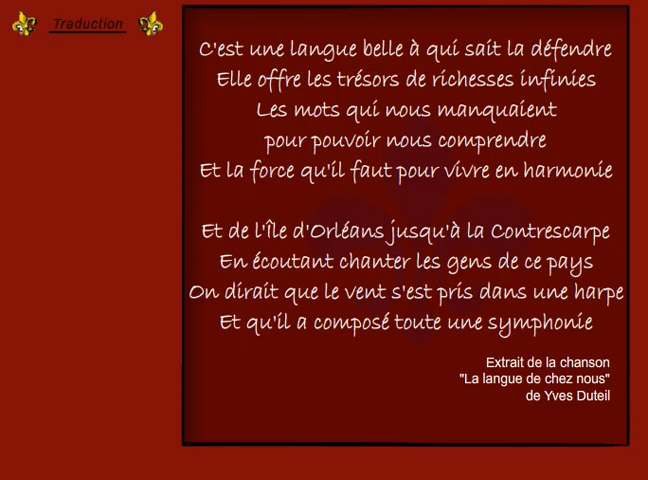 Traduction
C'est une langue belle à qui sait la défendre
Elle offre les trésors de richesses infinies
Les mots qui nous manquaient
pour pouvoir nous comprendre
Et la force qu'il faut pour vivre en harmonie
Et de l'Île d'Orléans jusqu'à la Contrescarpe
En écoutant chanter les gens de ce pays
On dirait que le vent s'est pris dans une harpe
Et qu'il a composé toute une symphonie
Extrait de la chanson
"La langue de chez nous"
de Yves Duteil